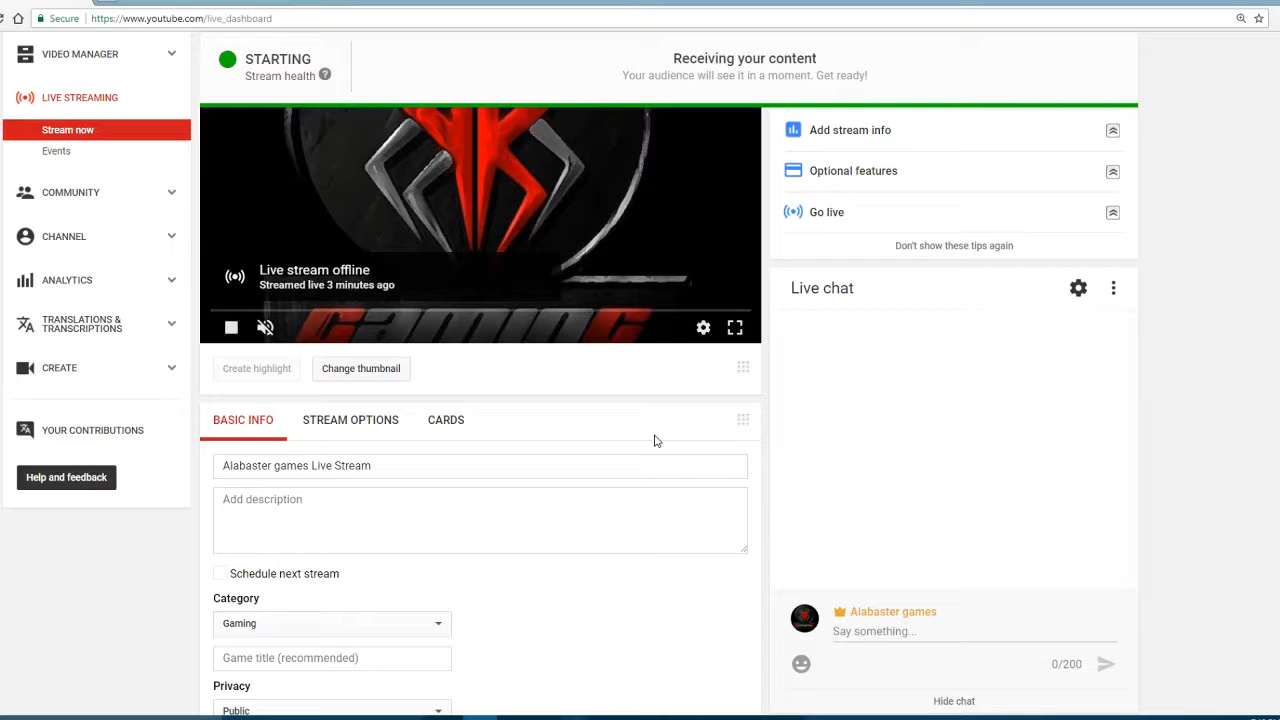 Secure
https://www.youtube.com/live_dashboard
VIDEO MANAGER
LIVE STREAMING
Stream now
Events
COMMUNITY
CHANNEL
ANALYTICS
TRANSLATIONS &
TRANSCRIPTIONS
CREATE
YOUR CONTRIBUTIONS
Help and feedback
STARTING
Stream health ?
Receiving your content
Your audience will see it in a moment. Get ready!
Live stream offline
Streamed live 3 minutes ago
GAMING
Create highlight
Change thumbnail
BASIC INFO
STREAM OPTIONS
CARDS
Alabaster games Live Stream
Add description
Schedule next stream
Category
Gaming
Game title (recommended)
Privacy
Public
Add stream info
Optional features
Go live
Don't show these tips again
Live chat
Alabaster games
Say something...
0/200
Hide chat